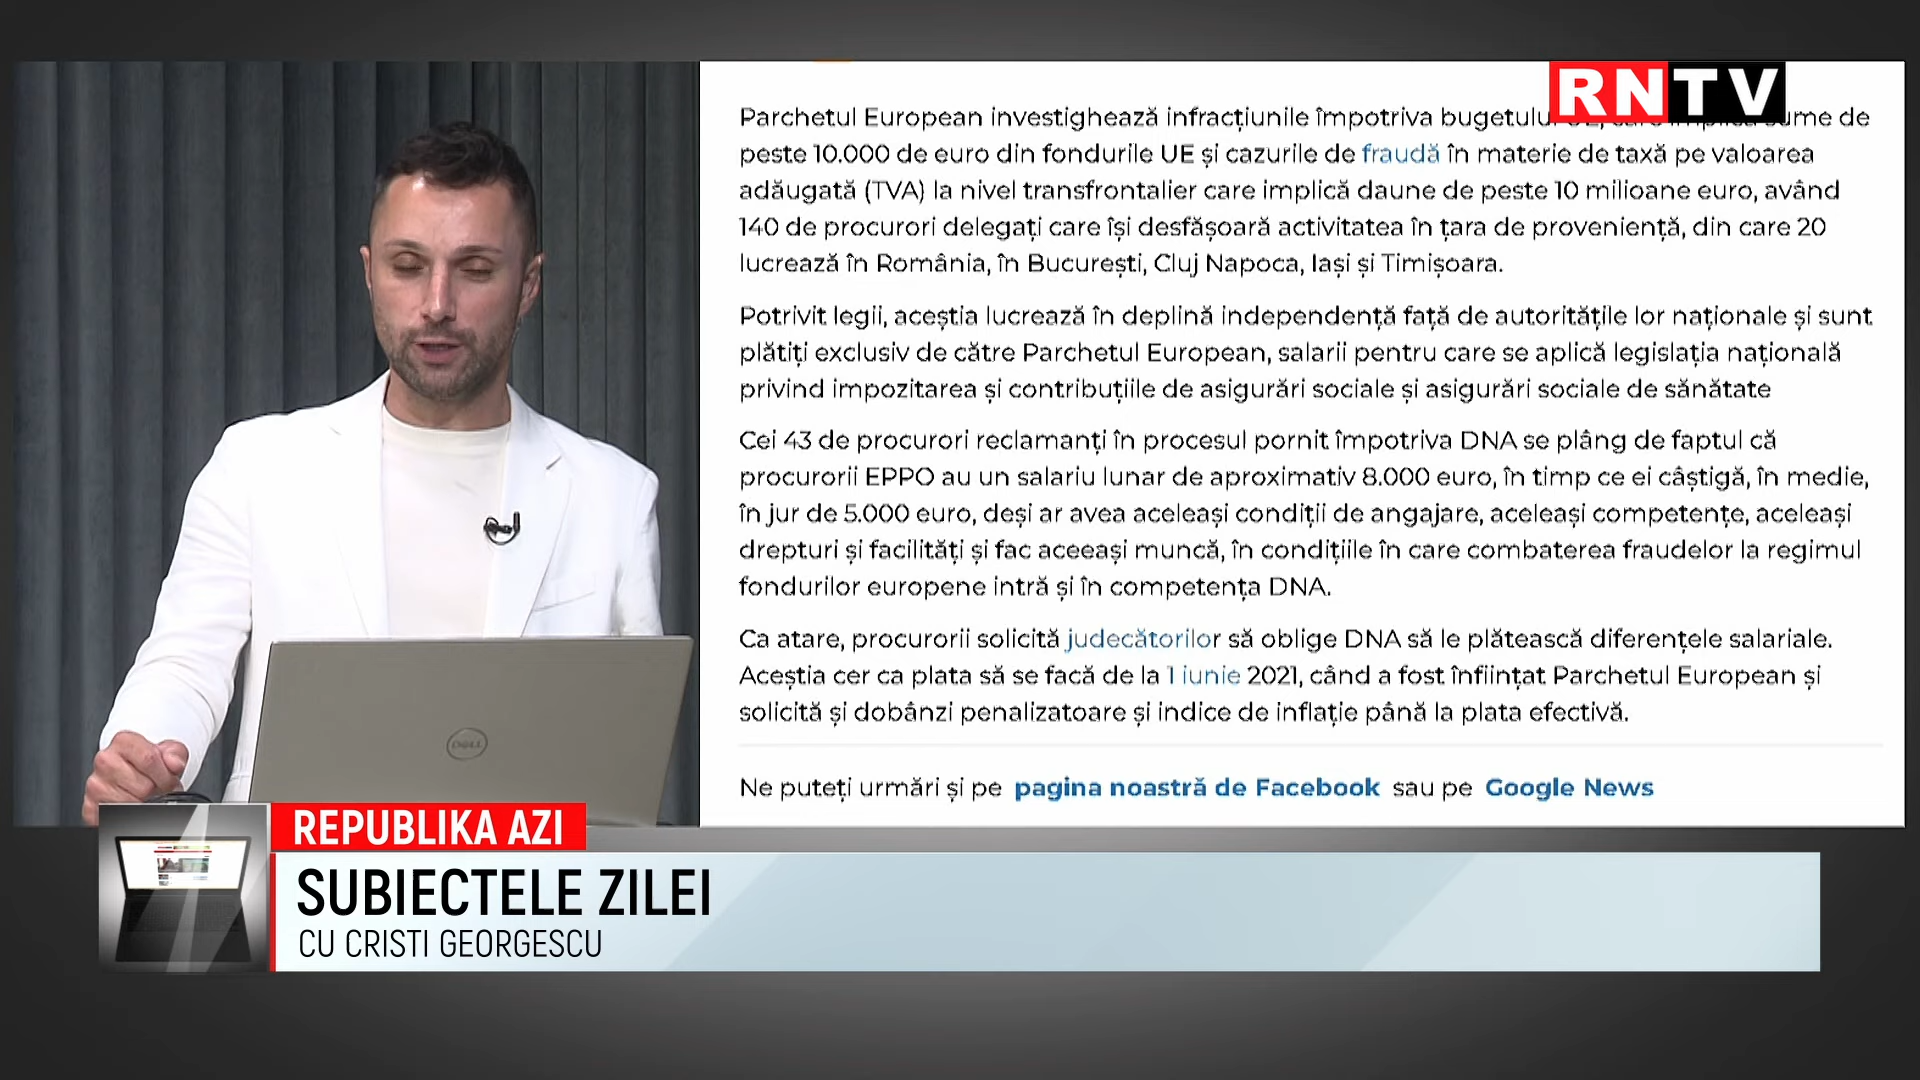 RNTV
Parchetul European investighează infracțiunile împotriva bugetului sume de
peste 10.000 de euro din fondurile UE și cazurile de fraudă în materie de taxă pe valoarea
adăugată (TVA) la nivel transfrontalier care implică daune de peste 10 milioane euro, având
140 de procurori delegați care își desfășoară activitatea în țara de proveniență, din care 20
lucrează în România, în București, Cluj Napoca, Iași și Timișoara.
Potrivit legii, aceștia lucrează în deplină independență față de autoritățile lor naționale și sunt
plătiți exclusiv de către Parchetul European, salarii pentru care se aplică legislația națională
privind impozitarea și contribuțiile de asigurări sociale și asigurări sociale de sănătate
Cei 43 de procurori reclamanți în procesul pornit împotriva DNA se plâng de faptul că
procurorii EPPO au un salariu lunar de aproximativ 8.000 euro, în timp ce ei câștigă, în medie,
în jur de 5.000 euro, deși ar avea aceleași condiții de angajare, aceleași competențe, aceleași
drepturi și facilități și fac aceeași muncă, în condițiile în care combaterea fraudelor la regimul
fondurilor europene intră și în competența DNA.
Ca atare, procurorii solicită judecătorilor să oblige DNA să le plătească diferențele salariale.
Aceștia cer ca plata să se facă de la 1 iunie 2021, când a fost înființat Parchetul European și
solicită și dobânzi penalizatoare și indice de inflație până la plata efectivă.
Ne puteți urmări și pe pagina noastră de Facebook sau pe Google News
DELL
REPUBLIKA AZI
SUBIECTELE ZILEI
CU CRISTI GEORGESCU